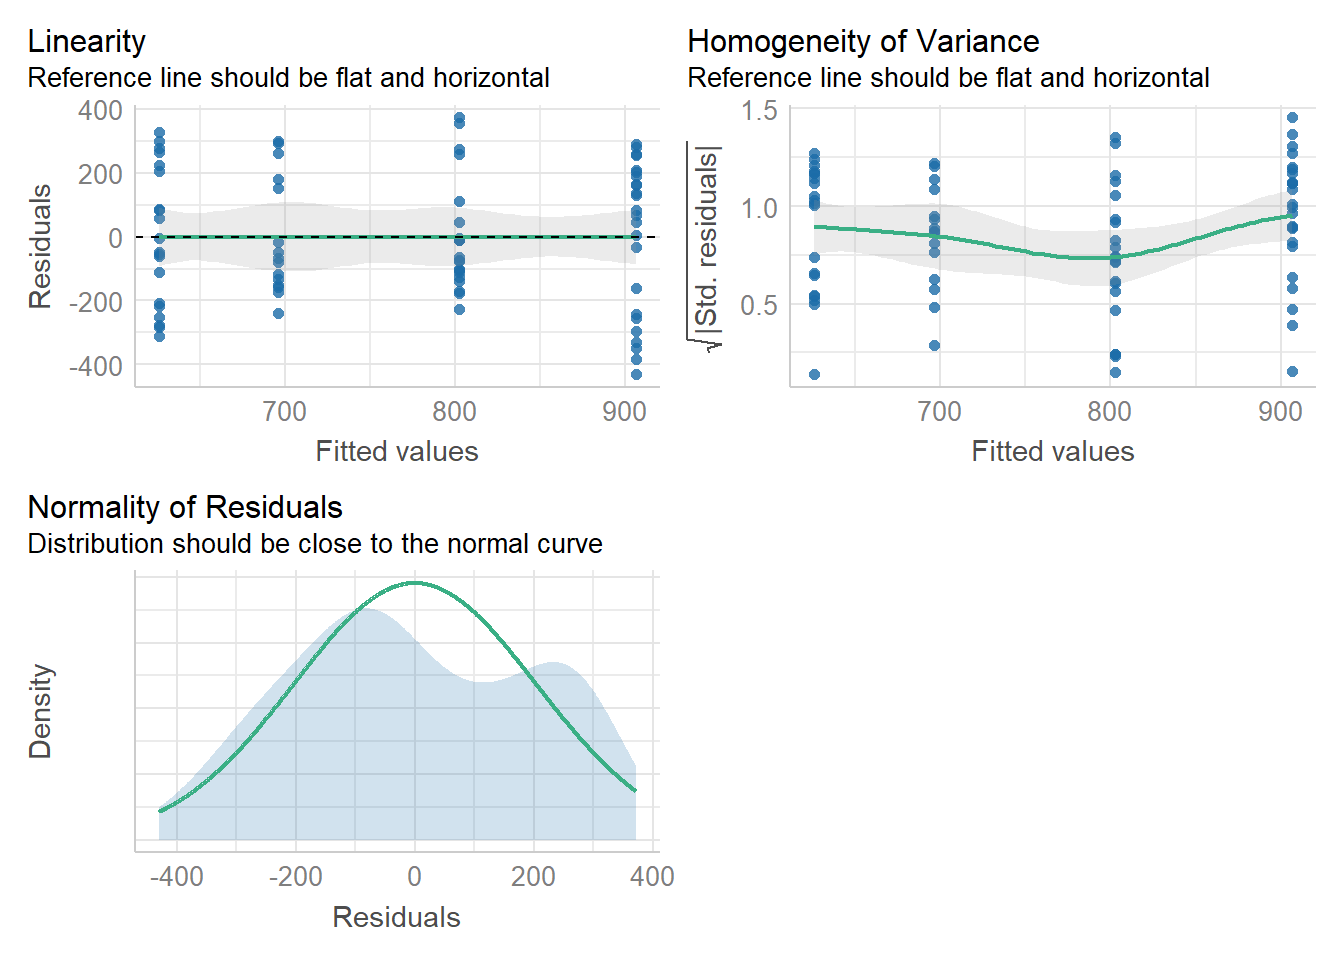 Linearity
Reference line should be flat and horizontal
400
200
0
-200
-400
Residuals
700
800
900
Fitted values
Homogeneity of Variance
Reference line should be flat and horizontal
1.5
1.0
0.5
√|Std. residuals|
700
800
900
Fitted values
Normality of Residuals
Distribution should be close to the normal curve
Density
-400
-200
0
200
400
Residuals